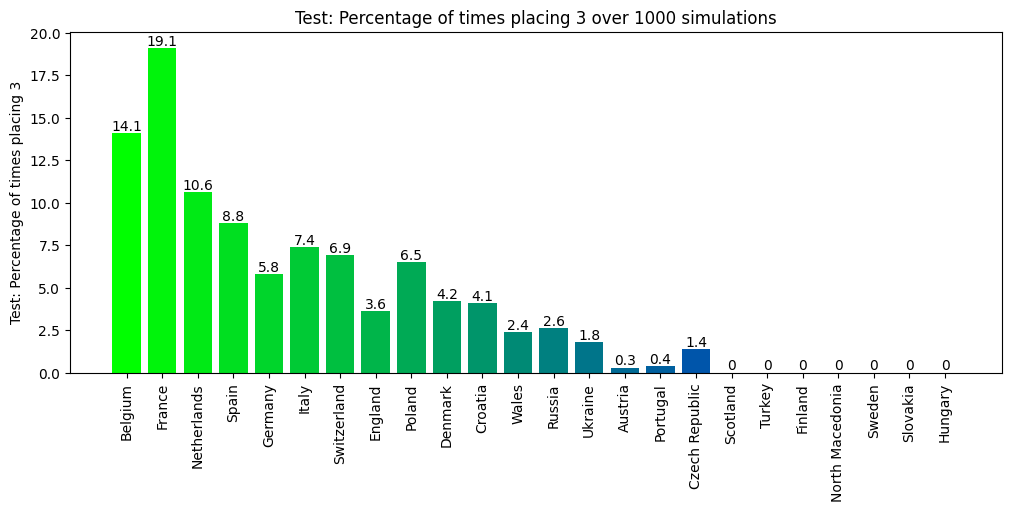 Test: Percentage of times placing 3 over 1000 simulations
Test: Percentage of times placing 3
20.0
17.5
15.0
12.5
10.0
7.5
5.0
2.5
0.0
14.1
19.1
10.6
8.8
5.8
7.4
6.9
3.6
6.5
4.2
4.1
2.4
2.6
1.8
0.3
0.4
1.4
0
0
0
0
0
0
0
Belgium
France
Netherlands
Spain
Germany
Italy
Switzerland
England
Poland
Denmark
Croatia
Wales
Russia
Ukraine
Austria
Portugal
Czech Republic
Scotland
Turkey
Finland
North Macedonia
Sweden
Slovakia
Hungary